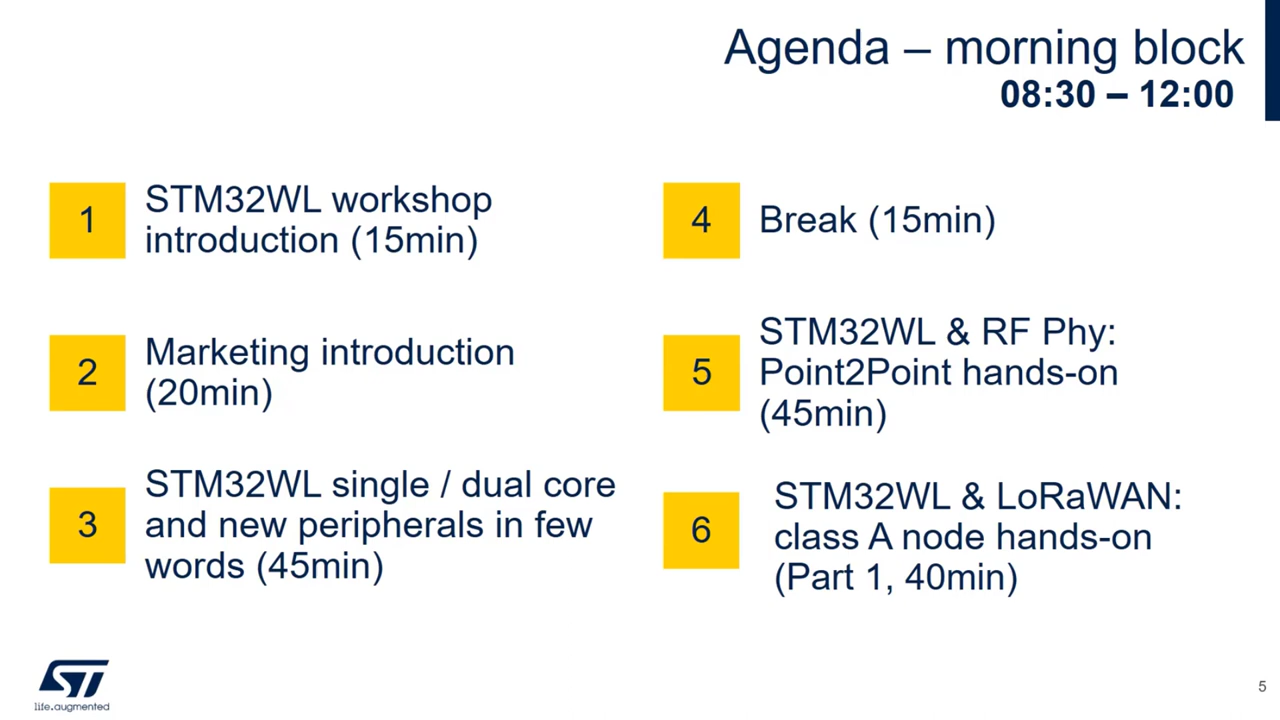 Agenda – morning block
08:30 – 12:00
1
STM32WL workshop
introduction (15min)
2
Marketing introduction
(20min)
3
STM32WL single / dual core
and new peripherals in few
words (45min)
4
Break (15min)
5
STM32WL & RF Phy:
Point2Point hands-on
(45min)
6
STM32WL & LoRaWAN:
class A node hands-on
(Part 1, 40min)
ST
life.augmented
5